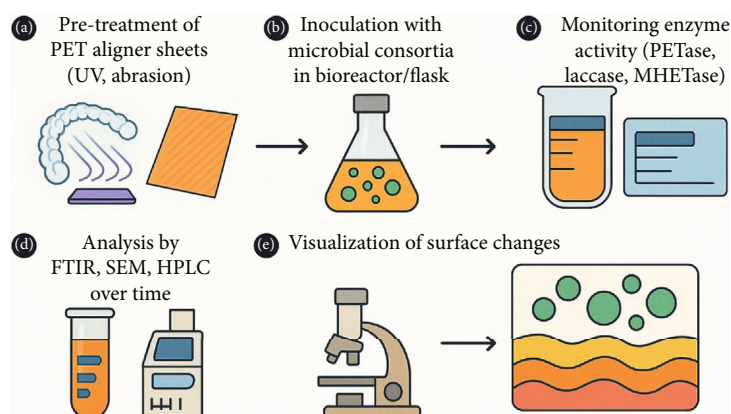 (a) Pre-treatment of
PET aligner sheets
(UV, abrasion)
(b) Inoculation with
microbial consortia
in bioreactor/flask
(c) Monitoring enzyme
activity (PETase,
laccase, MHETase)
(d) Analysis by
FTIR, SEM, HPLC
over time
(e) Visualization of surface changes